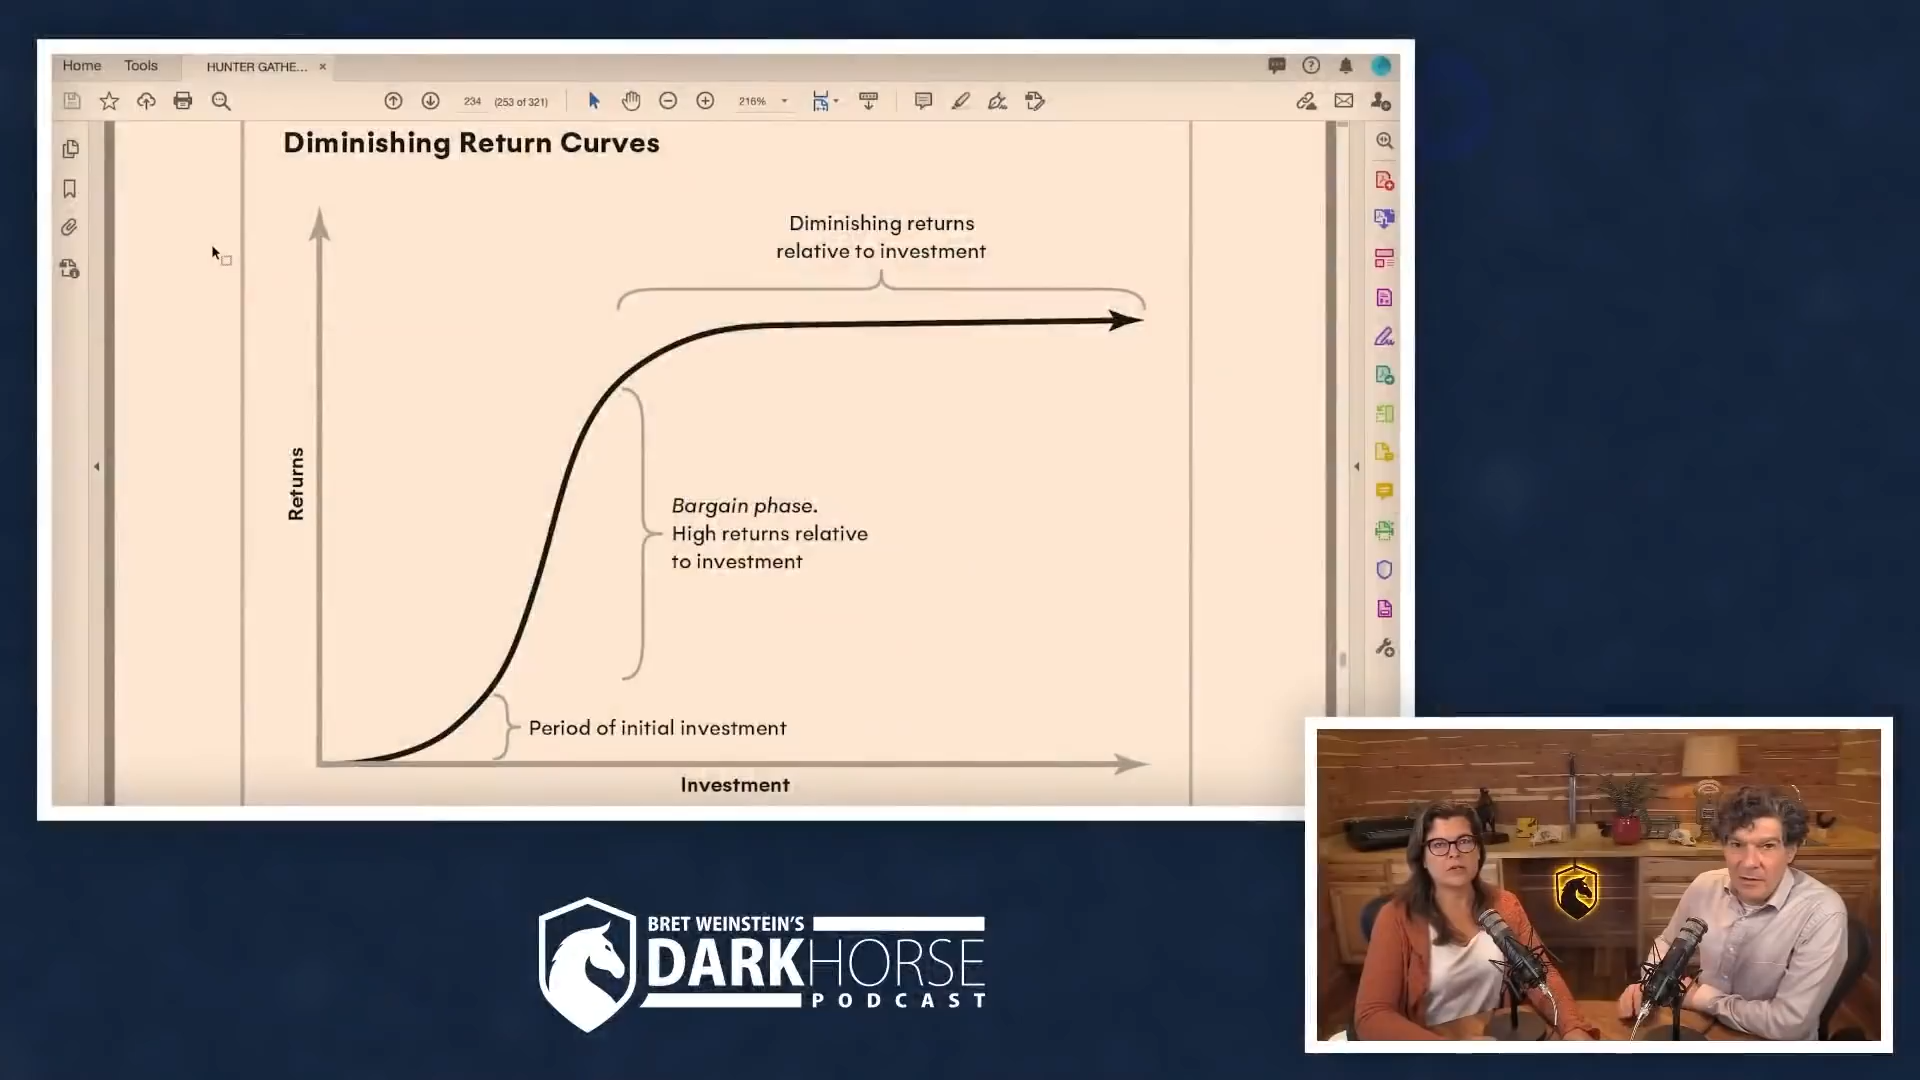 Home Tools HUNTER GATHE... ×
234 (253 of 321) 216%
Diminishing Return Curves
Diminishing returns
relative to investment
Returns
Bargain phase.
High returns relative
to investment
Period of initial investment
Investment
BRET WEINSTEIN'S
DARKHORSE
PODCAST